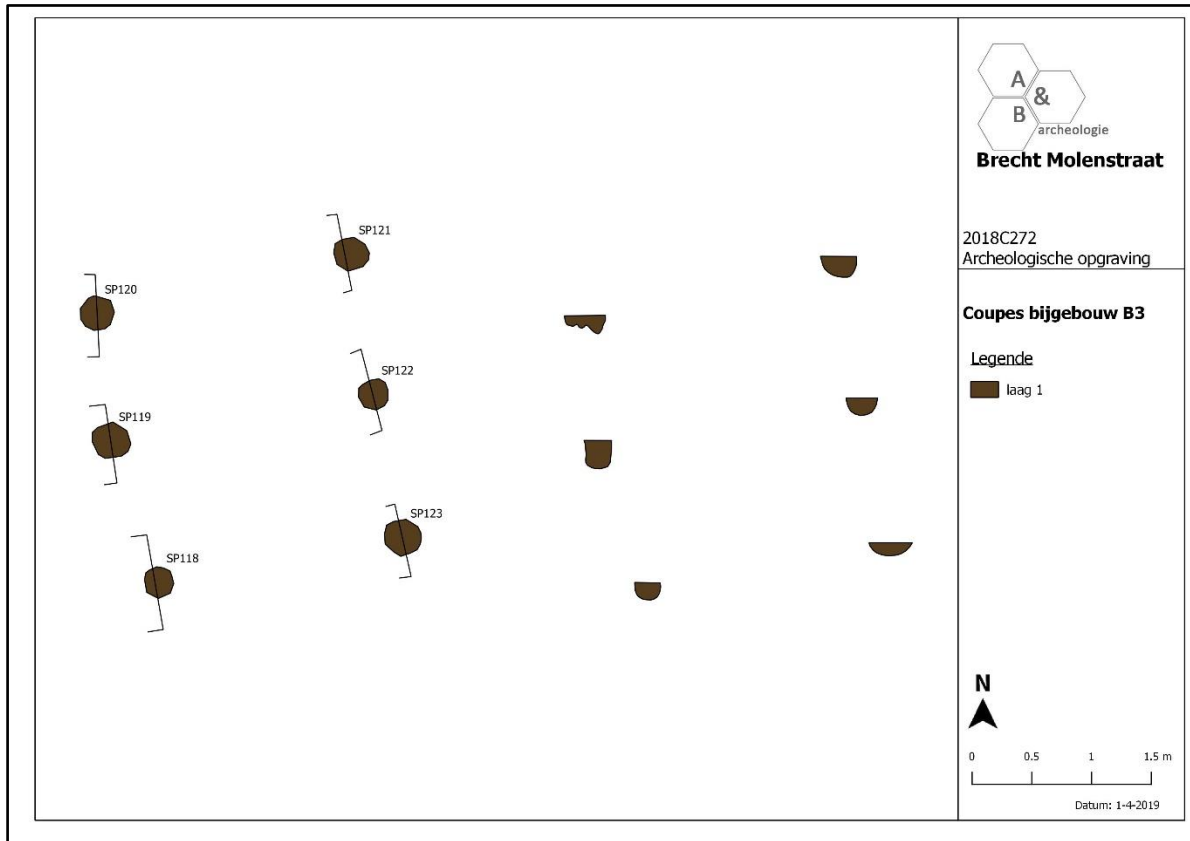 SP121
SP120
SP122
SP119
SP123
SP118
A
&
B
archeologie
Brecht Molenstraat
2018C272
Archeologische opgraving
Coupes bijgebouw B3
Legende
laag 1
N
0 0.5 1 1.5 m
Datum: 1-4-2019